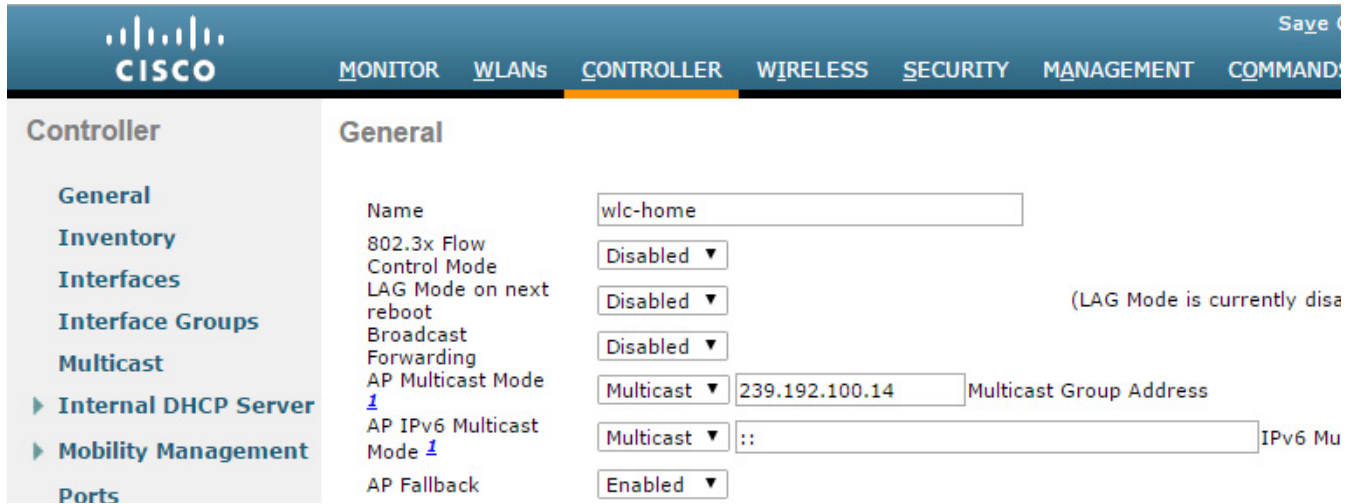 Save
CISCO
MONITOR WLANs CONTROLLER WIRELESS SECURITY MANAGEMENT COMMANDS
Controller
General
Inventory
Interfaces
Interface Groups
Multicast
Internal DHCP Server
Mobility Management
Ports
General
Name wlc-home
802.3x Flow
Control Mode Disabled
LAG Mode on next
reboot Disabled (LAG Mode is currently disa
Broadcast
Forwarding Disabled
AP Multicast Mode
1 Multicast 239.192.100.14 Multicast Group Address
AP IPv6 Multicast
Mode 1 Multicast :: IPv6 Mu
AP Fallback Enabled